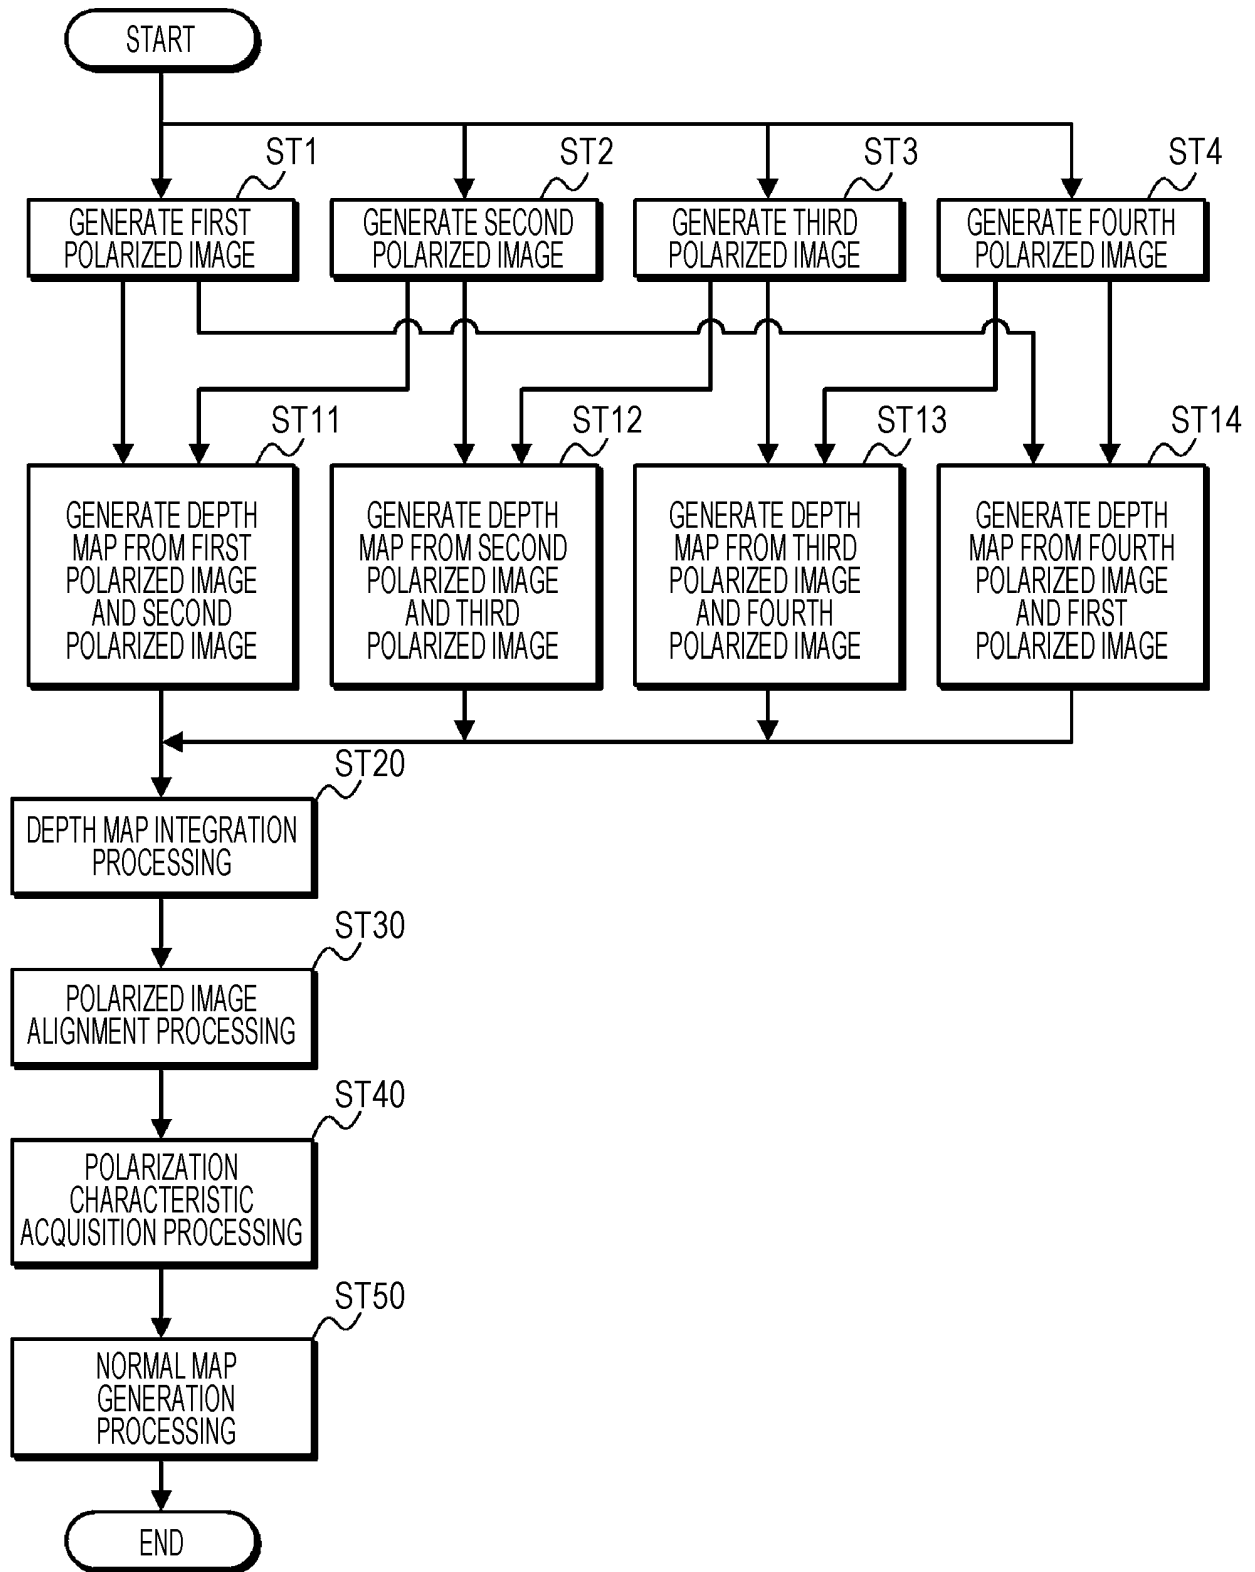 START
ST1
GENERATE FIRST
POLARIZED IMAGE
ST2
GENERATE SECOND
POLARIZED IMAGE
ST3
GENERATE THIRD
POLARIZED IMAGE
ST4
GENERATE FOURTH
POLARIZED IMAGE
ST11
GENERATE DEPTH
MAP FROM FIRST
POLARIZED IMAGE
AND SECOND
POLARIZED IMAGE
ST12
GENERATE DEPTH
MAP FROM SECOND
POLARIZED IMAGE
AND THIRD
POLARIZED IMAGE
ST13
GENERATE DEPTH
MAP FROM THIRD
POLARIZED IMAGE
AND FOURTH
POLARIZED IMAGE
ST14
GENERATE DEPTH
MAP FROM FOURTH
POLARIZED IMAGE
AND FIRST
POLARIZED IMAGE
ST20
DEPTH MAP INTEGRATION
PROCESSING
ST30
POLARIZED IMAGE
ALIGNMENT PROCESSING
ST40
POLARIZATION
CHARACTERISTIC
ACQUISITION PROCESSING
ST50
NORMAL MAP
GENERATION
PROCESSING
END